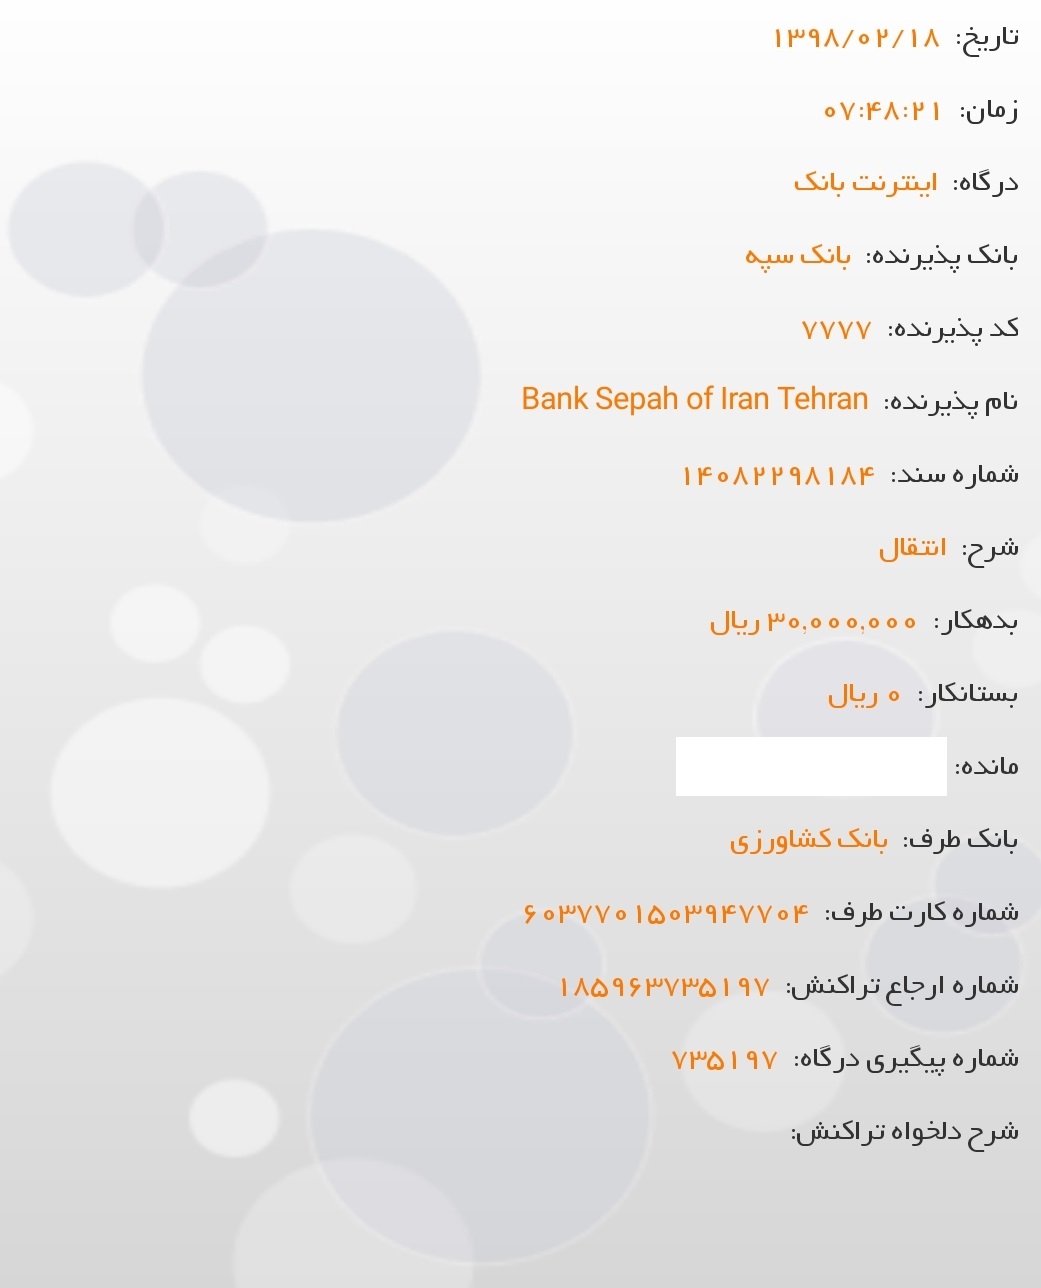 تاریخ: ۱۳۹۸/۰۲/۱۸
زمان: ۰۷:۴۸:۲۱
درگاه: اینترنت بانک
بانک پذیرنده: بانک سپه
کد پذیرنده: ۷۷۷۷
نام پذیرنده: Bank Sepah of Iran Tehran
شماره سند: ۱۴۰۸۲۲۹۸۱۸۴
شرح: انتقال
بدهکار: ۳۰,۰۰۰,۰۰۰ ریال
بستانکار: ۰ ریال
مانده:
بانک طرف: بانک کشاورزی
شماره کارت طرف: ۶۰۳۷۷۰۱۵۰۳۹۴۷۷۰۴
شماره ارجاع تراکنش: ۱۸۵۹۶۳۷۳۵۱۹۷
شماره پیگیری درگاه: ۷۳۵۱۹۷
شرح دلخواه تراکنش: